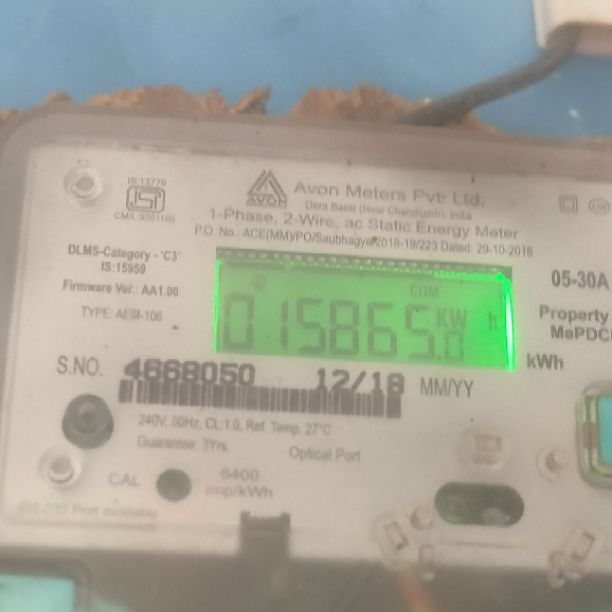 IS:13779
AVON
Avon Meters Pvt. Ltd.
Dera Bassi (Near Chandigarh), India
1-Phase, 2-Wire, ac Static Energy Meter
P.O. No.: ACE(MM)/PO/Saubhagya/2018-19/223 Dated: 29-10-2018
DLMS-Category - 'C3'
IS:15959
Firmware Ver.: AA1.00
TYPE: AEM-106
05-30A
Property
MePDC
CUM
015865.0 KW h
kWh
S.NO. 4668050 12/18 MM/YY
240V, 50Hz, CL:1.0, Ref. Temp. 27°C
Guarantee: 5Yrs.
Optical Port
CAL
6400
imp/kWh
RS-232 Port available